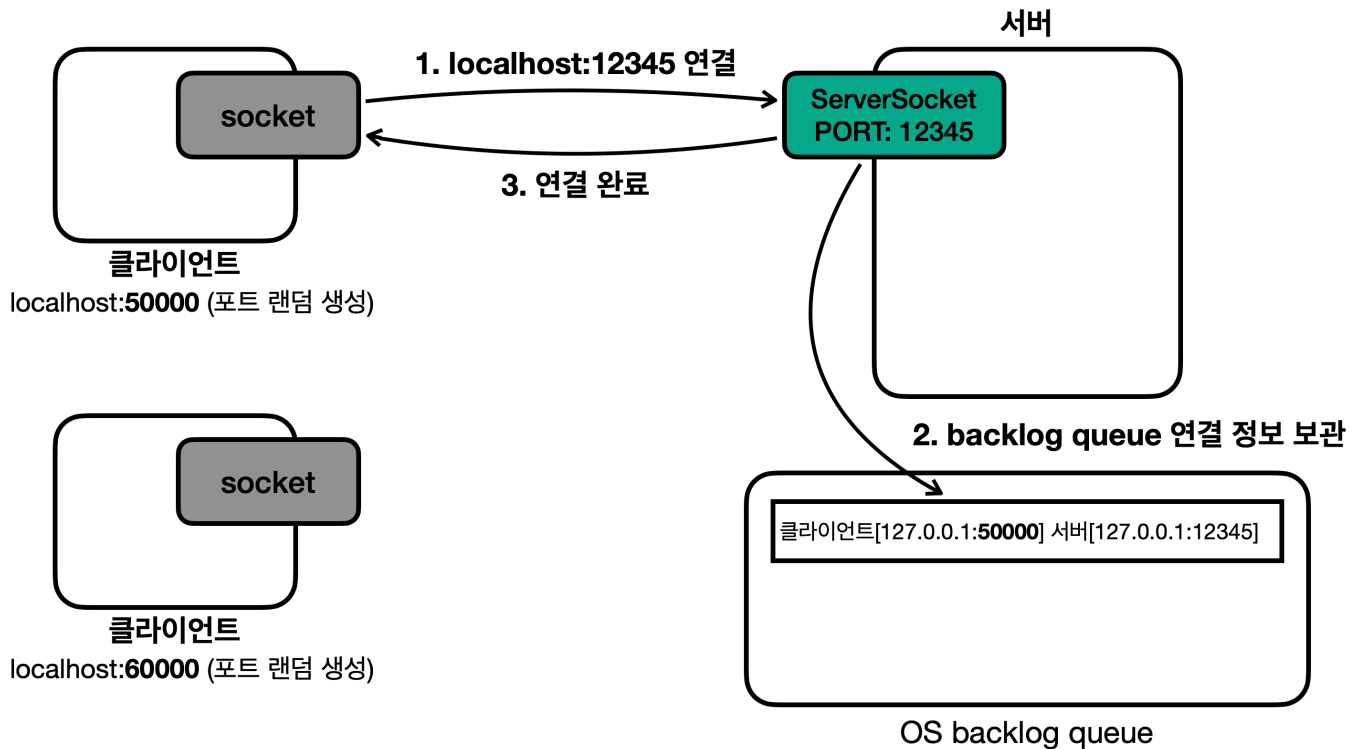 서버
1. localhost:12345 연결
socket
ServerSocket
PORT: 12345
3. 연결 완료
클라이언트
localhost:50000 (포트 랜덤 생성)
2. backlog queue 연결 정보 보관
socket
클라이언트[127.0.0.1:50000] 서버[127.0.0.1:12345]
클라이언트
localhost:60000 (포트 랜덤 생성)
OS backlog queue